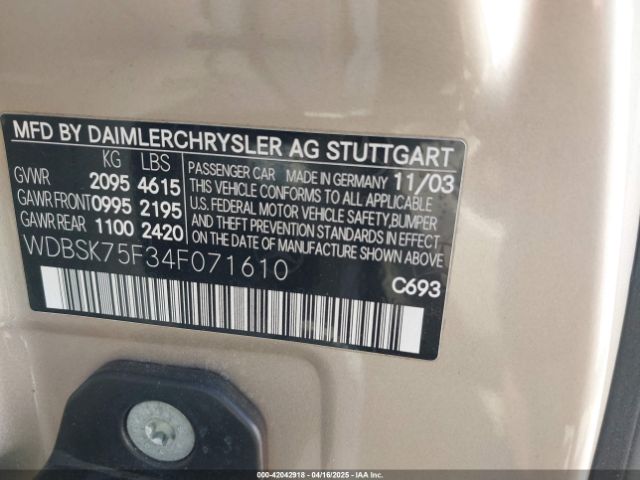 MFD BY DAIMLERCHRYSLER AG STUTTGART
KG LBS
GVWR 2095 4615
GAWR FRONT 0995 2195
GAWR REAR 1100 2420
PASSENGER CAR MADE IN GERMANY 11/03
THIS VEHICLE CONFORMS TO ALL APPLICABLE
U.S. FEDERAL MOTOR VEHICLE SAFETY, BUMPER
AND THEFT PREVENTION STANDARDS IN EFFECT
ON THE DATE OF MANUFACTURE SHOWN ABOVE.
WDBSK75F34F071610
C693
000-42042918 - 04/16/2025 - IAA, Inc.